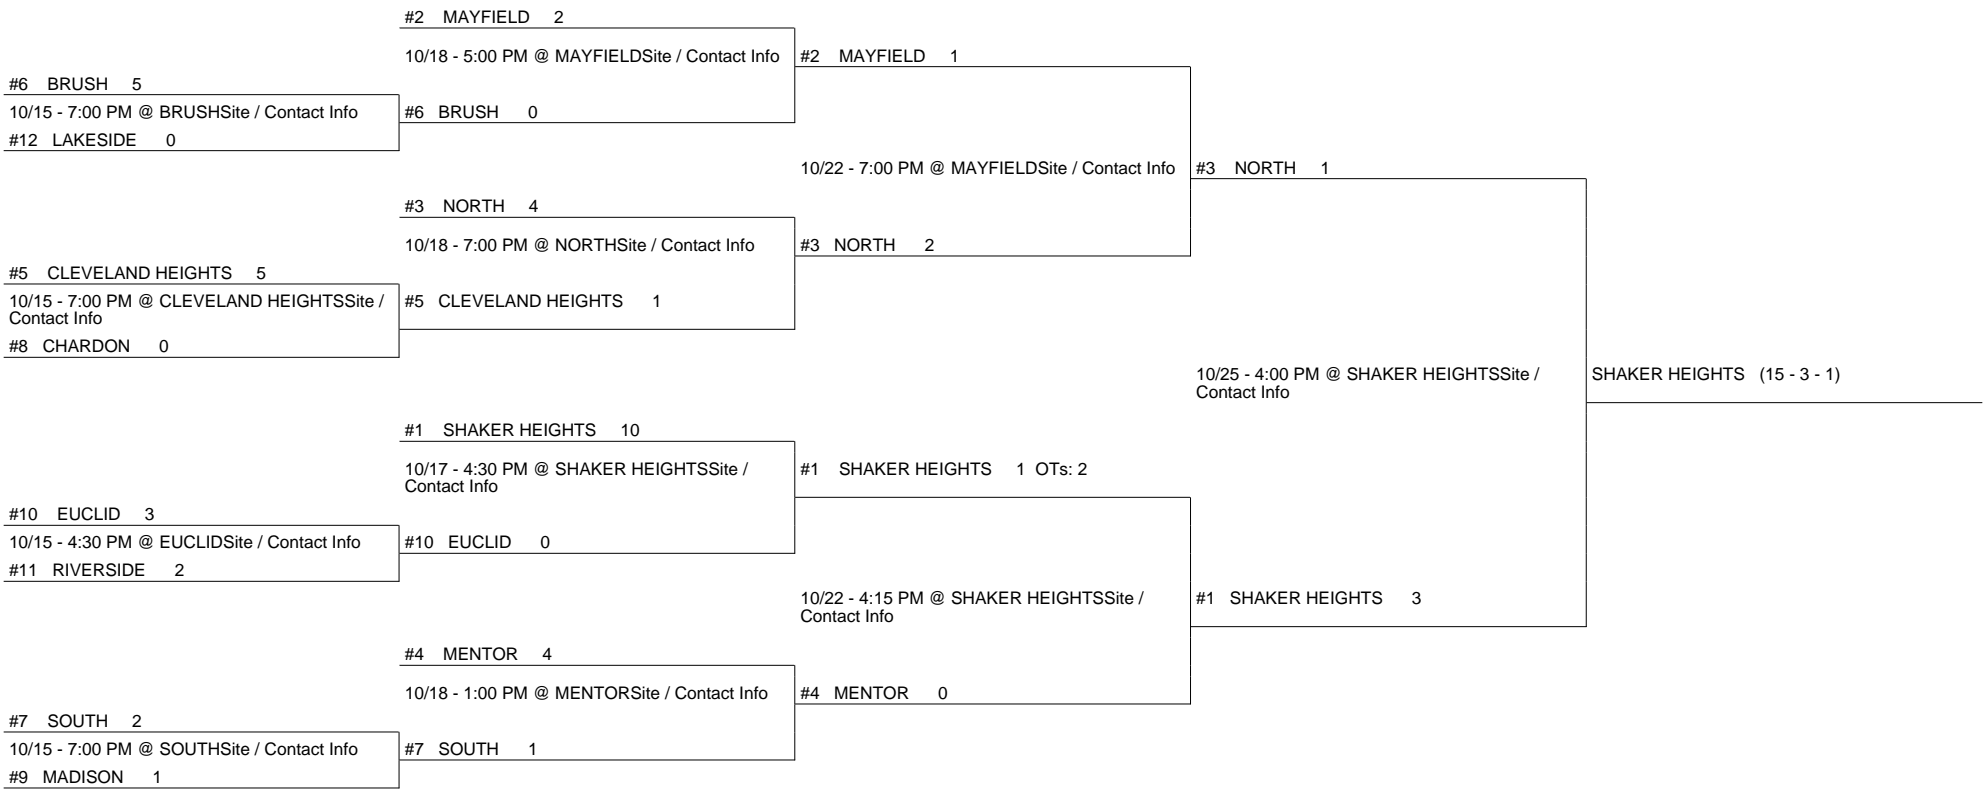 #2 MAYFIELD 2
10/18 - 5:00 PM @ MAYFIELDSite / Contact Info
#6 BRUSH 0
#6 BRUSH 5
10/15 - 7:00 PM @ BRUSHSite / Contact Info
#12 LAKESIDE 0
#3 NORTH 4
10/18 - 7:00 PM @ NORTHSite / Contact Info
#5 CLEVELAND HEIGHTS 1
#5 CLEVELAND HEIGHTS 5
10/15 - 7:00 PM @ CLEVELAND HEIGHTSSite /
Contact Info
#8 CHARDON 0
#2 MAYFIELD 1
10/22 - 7:00 PM @ MAYFIELDSite / Contact Info
#3 NORTH 2
#1 SHAKER HEIGHTS 10
10/17 - 4:30 PM @ SHAKER HEIGHTSSite /
Contact Info
#10 EUCLID 0
#10 EUCLID 3
10/15 - 4:30 PM @ EUCLIDSite / Contact Info
#11 RIVERSIDE 2
#4 MENTOR 4
10/18 - 1:00 PM @ MENTORSite / Contact Info
#7 SOUTH 1
#7 SOUTH 2
10/15 - 7:00 PM @ SOUTHSite / Contact Info
#9 MADISON 1
#1 SHAKER HEIGHTS 1 OTs: 2
10/22 - 4:15 PM @ SHAKER HEIGHTSSite /
Contact Info
#4 MENTOR 0
#3 NORTH 1
10/25 - 4:00 PM @ SHAKER HEIGHTSSite /
Contact Info
#1 SHAKER HEIGHTS 3
SHAKER HEIGHTS (15 - 3 - 1)